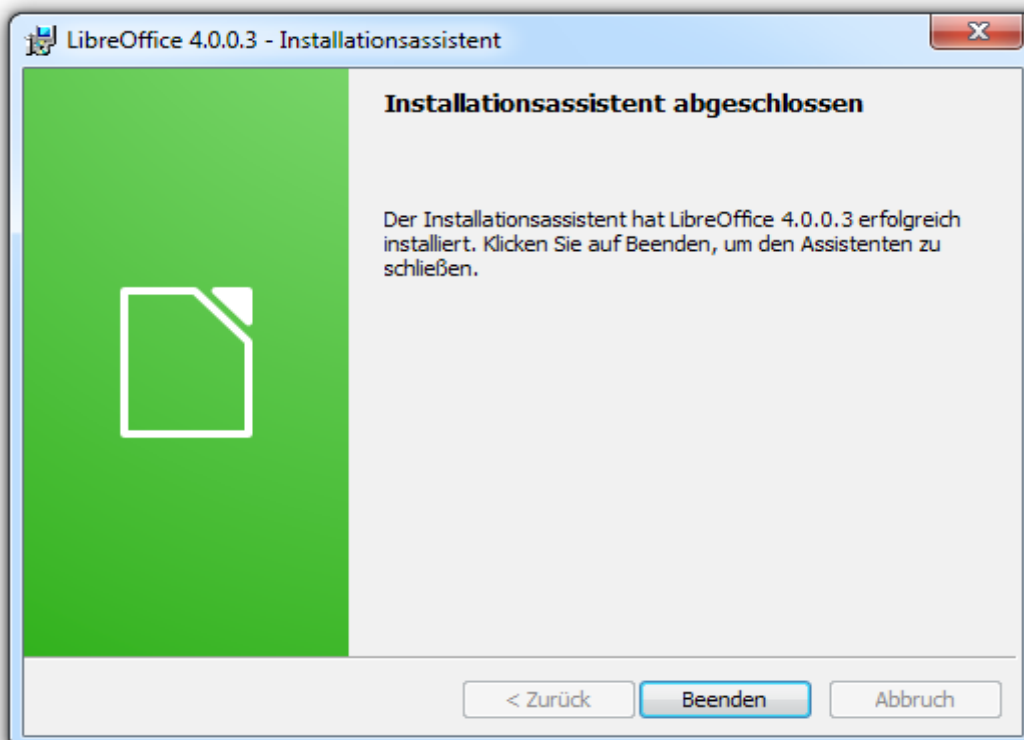 LibreOffice 4.0.0.3 - Installationsassistent
Installationsassistent abgeschlossen
Der Installationsassistent hat LibreOffice 4.0.0.3 erfolgreich
installiert. Klicken Sie auf Beenden, um den Assistenten zu
schließen.
< Zurück
Beenden
Abbruch